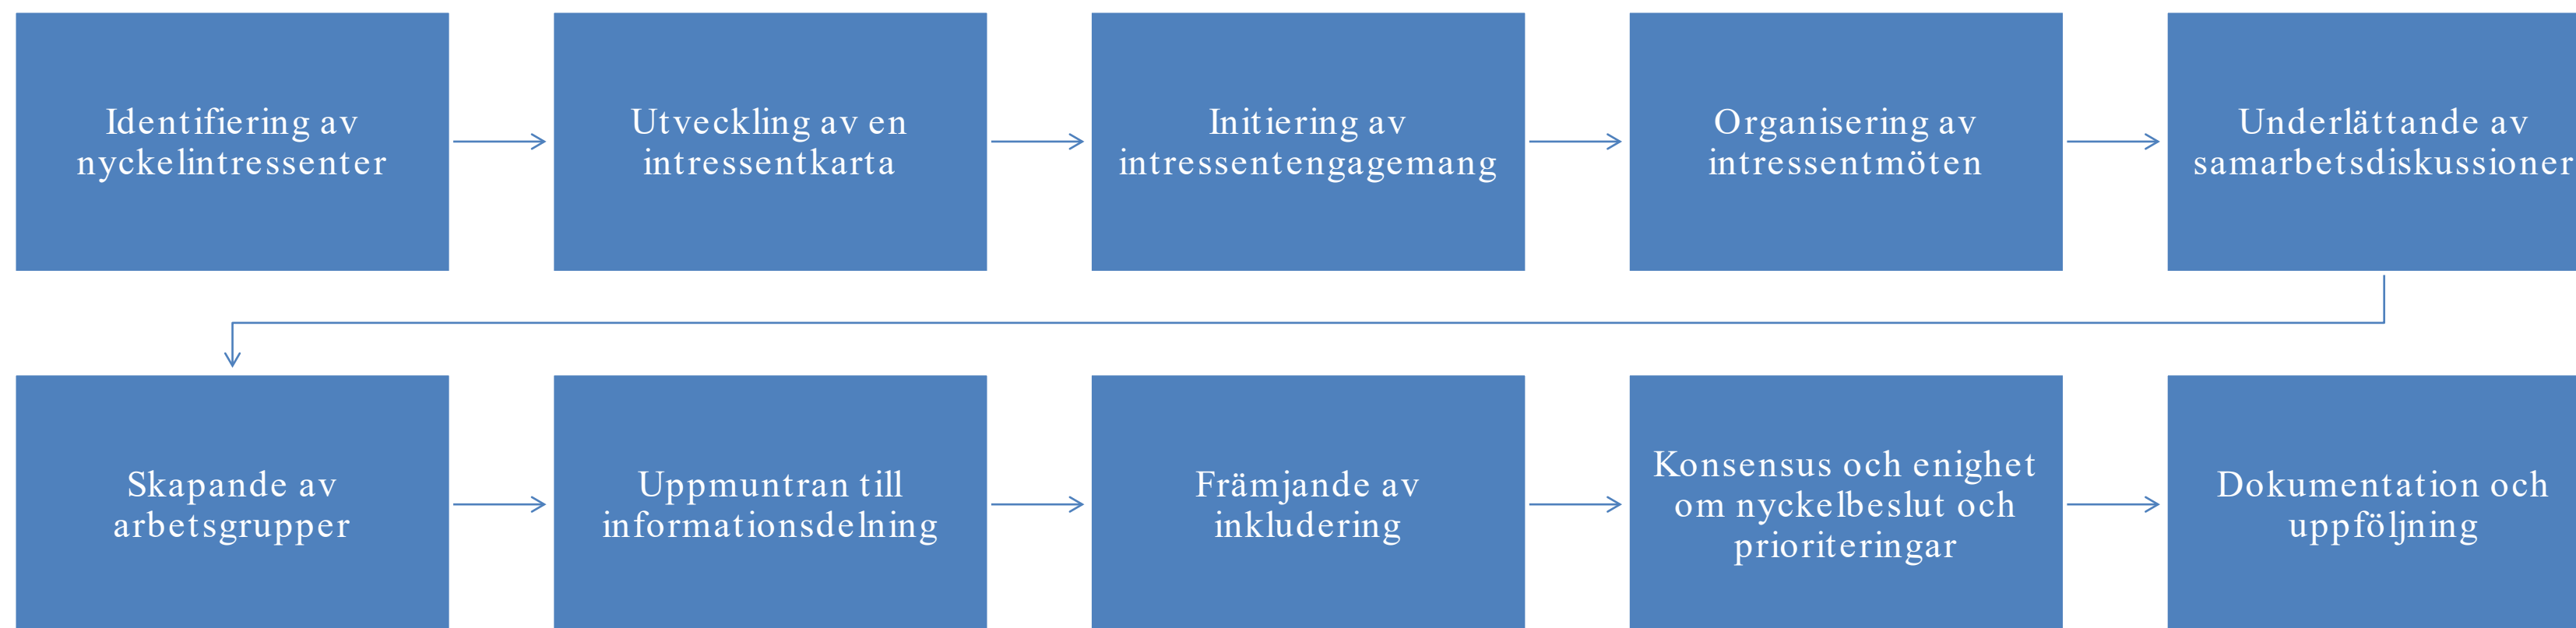 Identifiering av
nyckelintressenter
Utveckling av en
intressentkarta
Initiering av
intressentengagemang
Organisering av
intressentmöten
Underlättande av
samarbetsdiskussioner
Skapande av
arbetsgrupper
Uppmuntran till
informationsdelning
Främjande av
inkludering
Konsensus och enighet
om nyckelbeslut och
prioriteringar
Dokumentation och
uppföljning